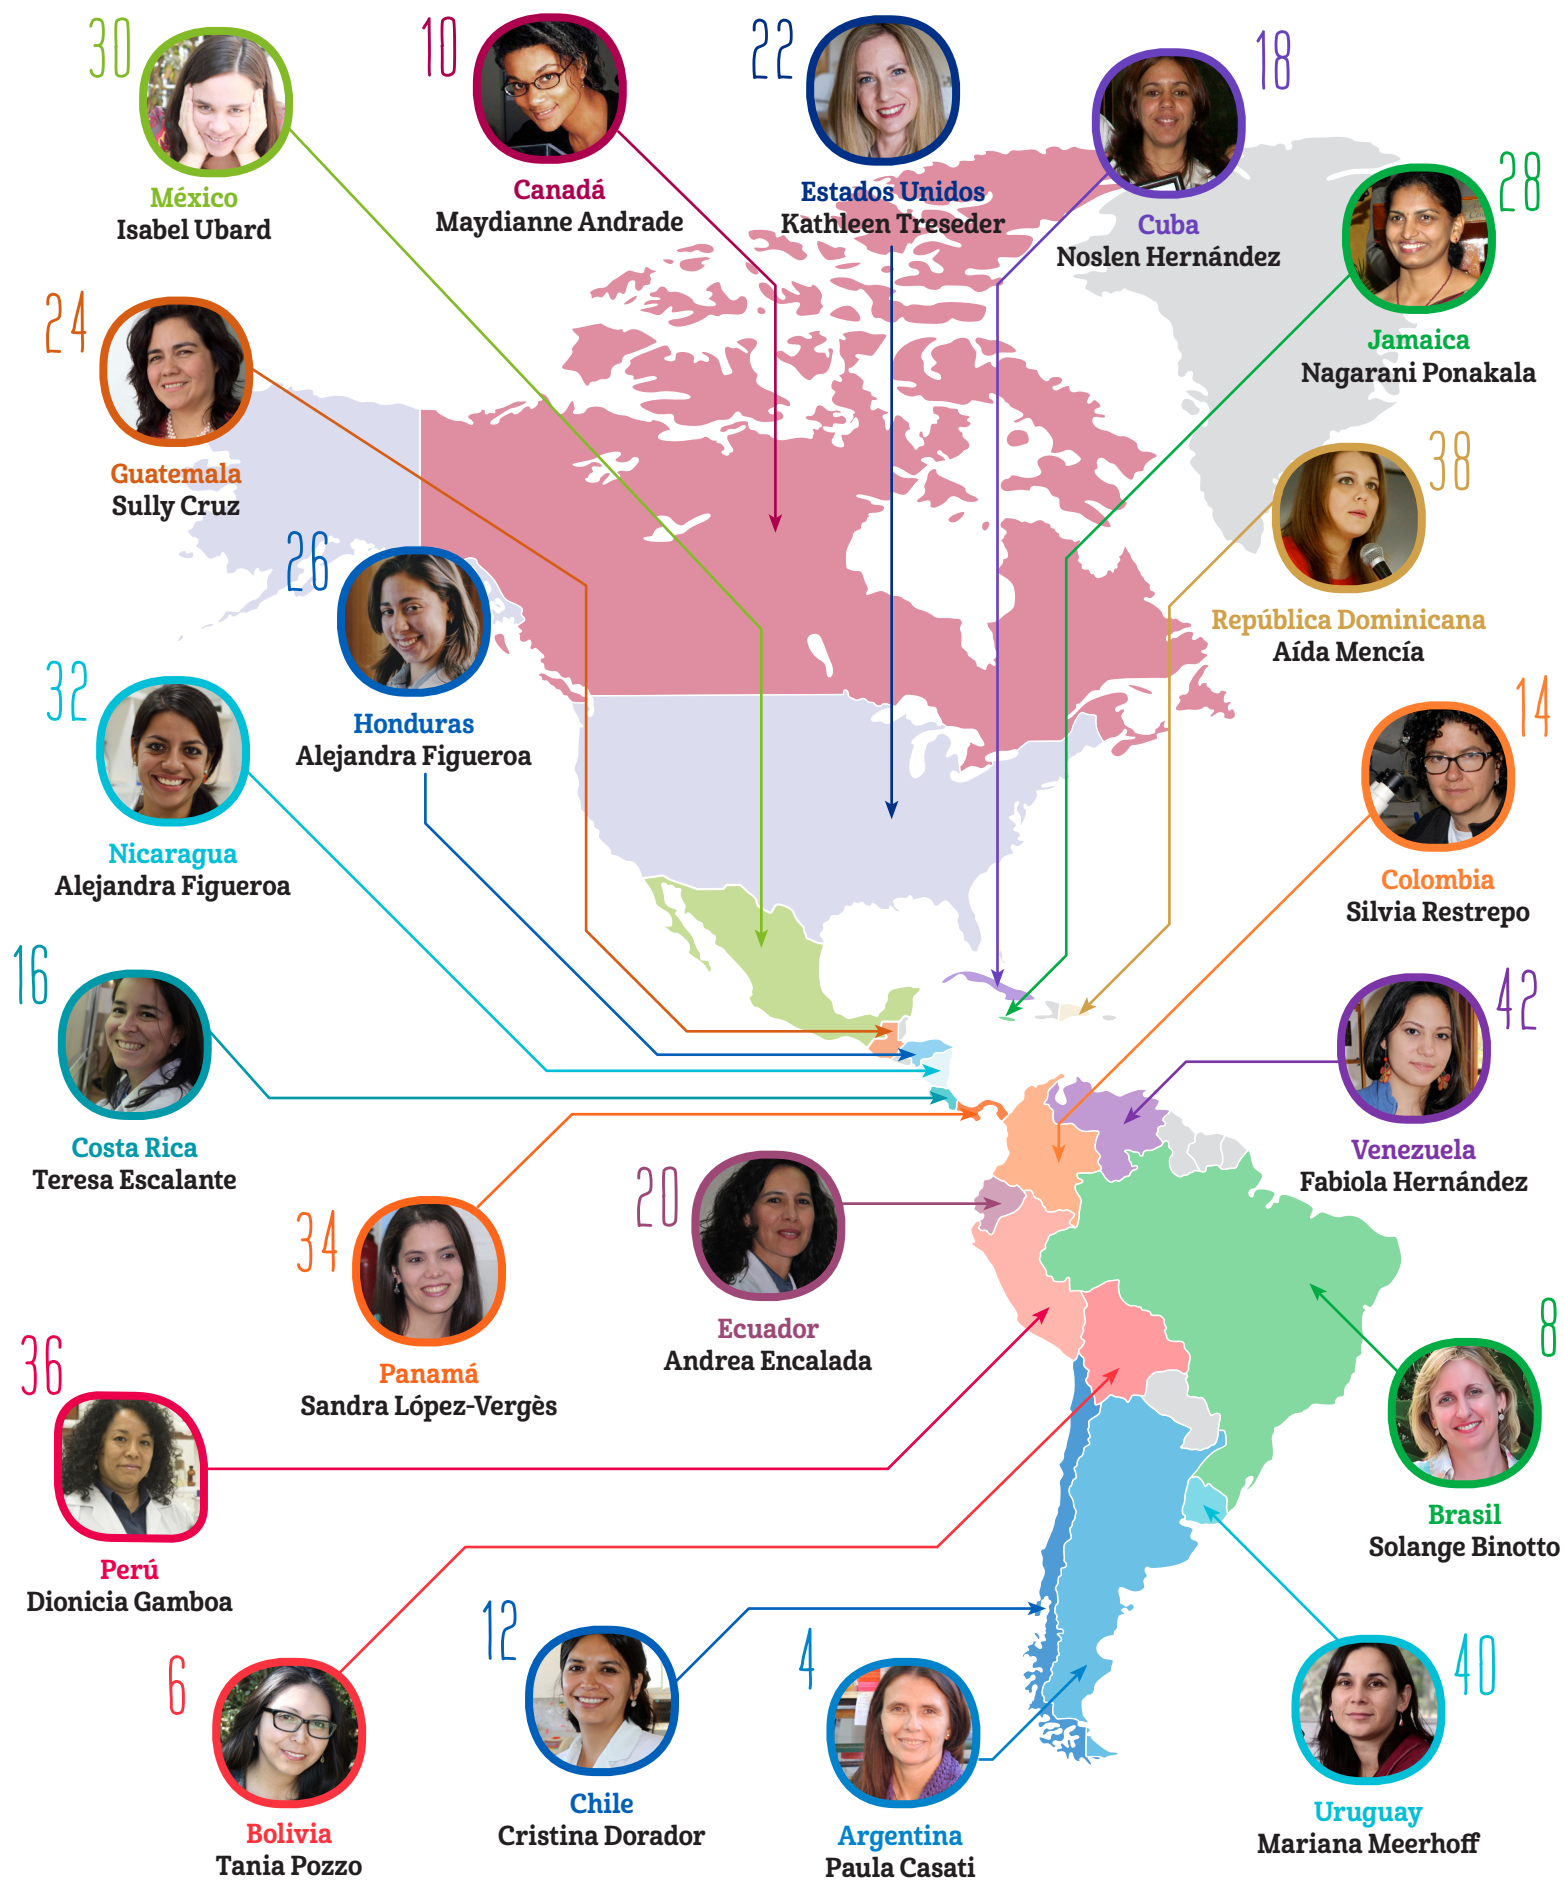 30
México
Isabel Ubard
10
Canadá
Maydianne Andrade
22
Estados Unidos
Kathleen Treseder
18
Cuba
Noslen Hernández
28
Jamaica
Nagarani Ponakala
24
Guatemala
Sully Cruz
38
República Dominicana
Aída Mencía
26
Honduras
Alejandra Figueroa
32
Nicaragua
Alejandra Figueroa
14
Colombia
Silvia Restrepo
16
Costa Rica
Teresa Escalante
42
Venezuela
Fabiola Hernández
34
Panamá
Sandra López-Vergès
20
Ecuador
Andrea Encalada
8
Brasil
Solange Binotto
36
Perú
Dionicia Gamboa
6
Bolivia
Tania Pozzo
12
Chile
Cristina Dorador
4
Argentina
Paula Casati
40
Uruguay
Mariana Meerhoff